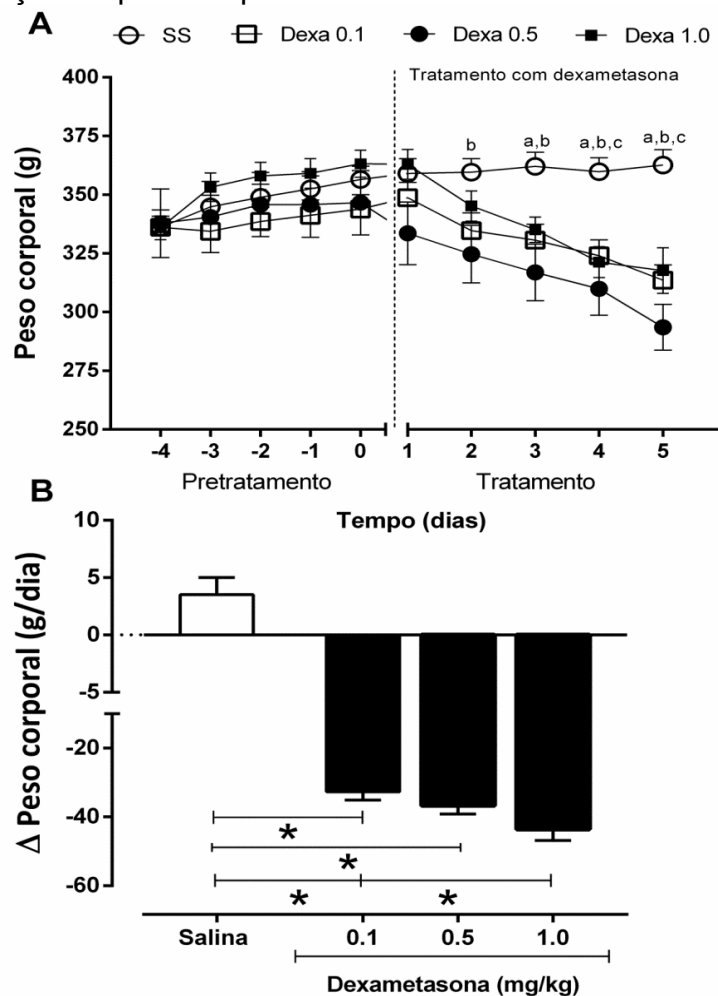 A
SS Dexa 0.1 Dexa 0.5 Dexa 1.0
Tratamento com dexametasona
Peso corporal (g)
400
375
350
325
300
275
250
b a,b a,b,c a,b,c
-4 -3 -2 -1 0 1 2 3 4 5
Pretratamento Tratamento
Tempo (dias)
B
Δ Peso corporal (g/dia)
10
5
0
-5
-20
-40
-60
*
*
* *
Salina 0.1 0.5 1.0
Dexametasona (mg/kg)